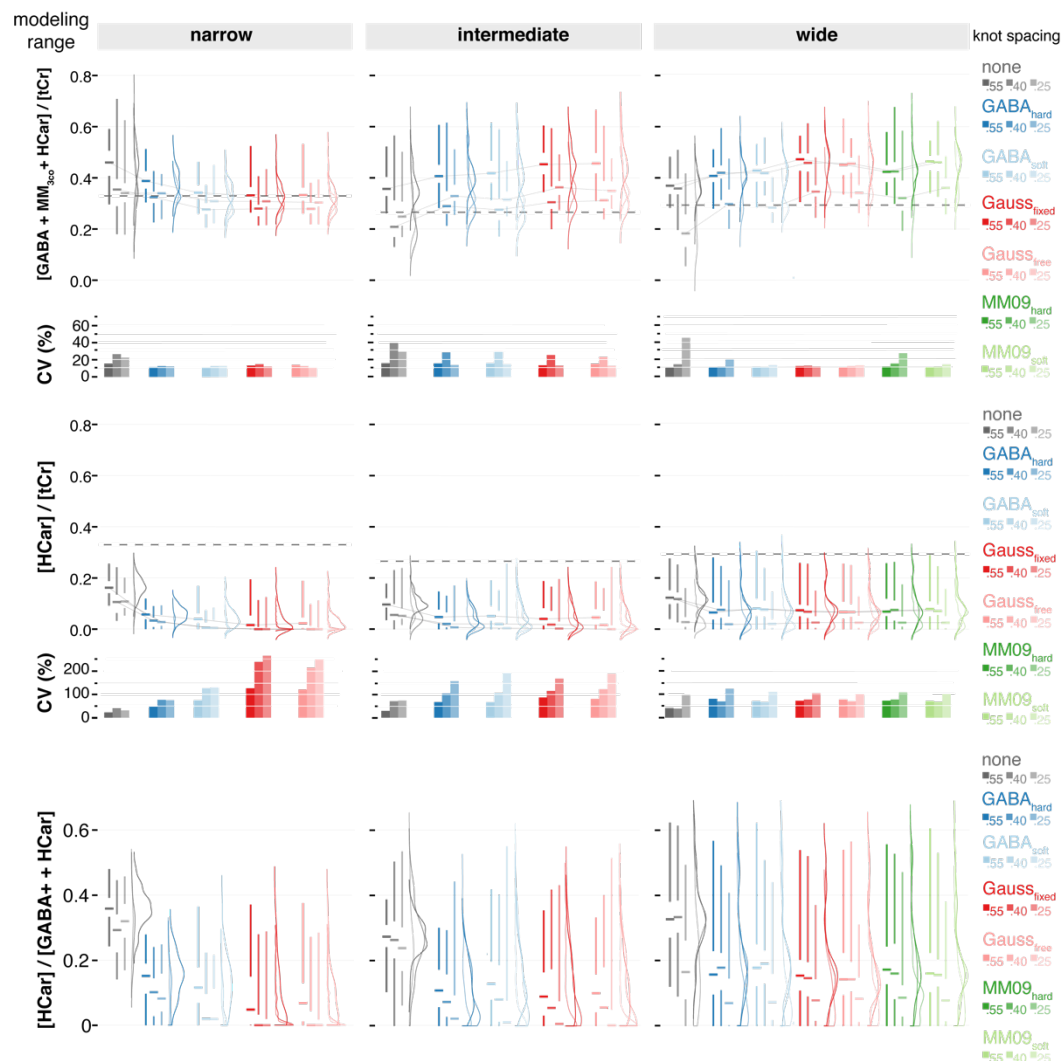 modeling range
narrow
intermediate
wide
knot spacing
[GABA + MM3co + HCar] / [tCr]
0.8
0.6
0.4
0.2
0.0
CV (%)
60
40
20
0
none
.55 .40 .25
GABAhard
.55 .40 .25
GABAsoft
.55 .40 .25
Gaussfixed
.55 .40 .25
Gaussfree
.55 .40 .25
MM09hard
.55 .40 .25
MM09soft
.55 .40 .25
[HCar] / [tCr]
0.8
0.6
0.4
0.2
0.0
CV (%)
200
100
0
none
.55 .40 .25
GABAhard
.55 .40 .25
GABAsoft
.55 .40 .25
Gaussfixed
.55 .40 .25
Gaussfree
.55 .40 .25
MM09hard
.55 .40 .25
MM09soft
.55 .40 .25
[HCar] / [GABA+ + HCar]
0.6
0.4
0.2
0
none
.55 .40 .25
GABAhard
.55 .40 .25
GABAsoft
.55 .40 .25
Gaussfixed
.55 .40 .25
Gaussfree
.55 .40 .25
MM09hard
.55 .40 .25
MM09soft
.55 .40 .25